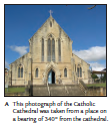 A This photograph of the Catholic
Cathedral was taken from a place on
a bearing of 340° from the cathedral.